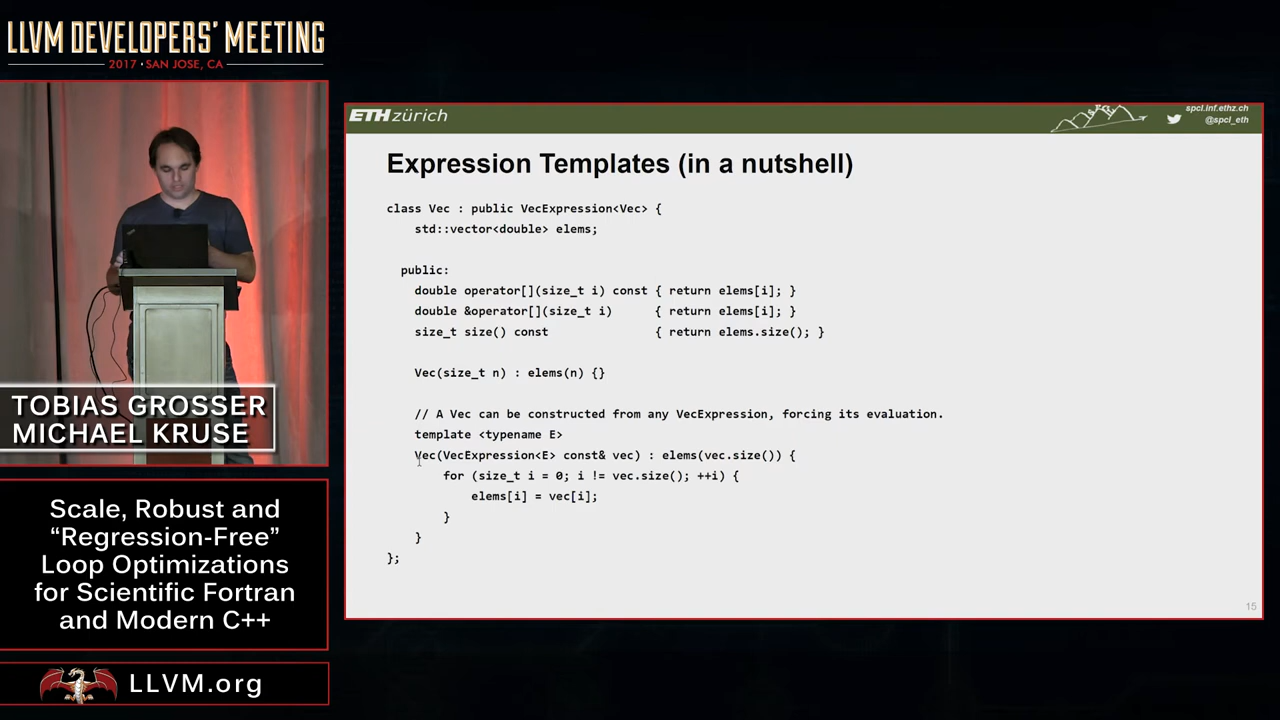 LLVM DEVELOPERS' MEETING
2017 · SAN JOSE, CA
TOBIAS GROSSER
MICHAEL KRUSE
Scale, Robust and
“Regression-Free”
Loop Optimizations
for Scientific Fortran
and Modern C++
LLVM.org
ETH zürich
spcl.inf.ethz.ch
@spcl_eth
Expression Templates (in a nutshell)
class Vec : public VecExpression<Vec> {
std::vector<double> elems;
public:
double operator[](size_t i) const { return elems[i]; }
double &operator[](size_t i) { return elems[i]; }
size_t size() const { return elems.size(); }
Vec(size_t n) : elems(n) {}
// A Vec can be constructed from any VecExpression, forcing its evaluation.
template <typename E>
Vec(VecExpression<E> const& vec) : elems(vec.size()) {
for (size_t i = 0; i != vec.size(); ++i) {
elems[i] = vec[i];
}
}
};
15